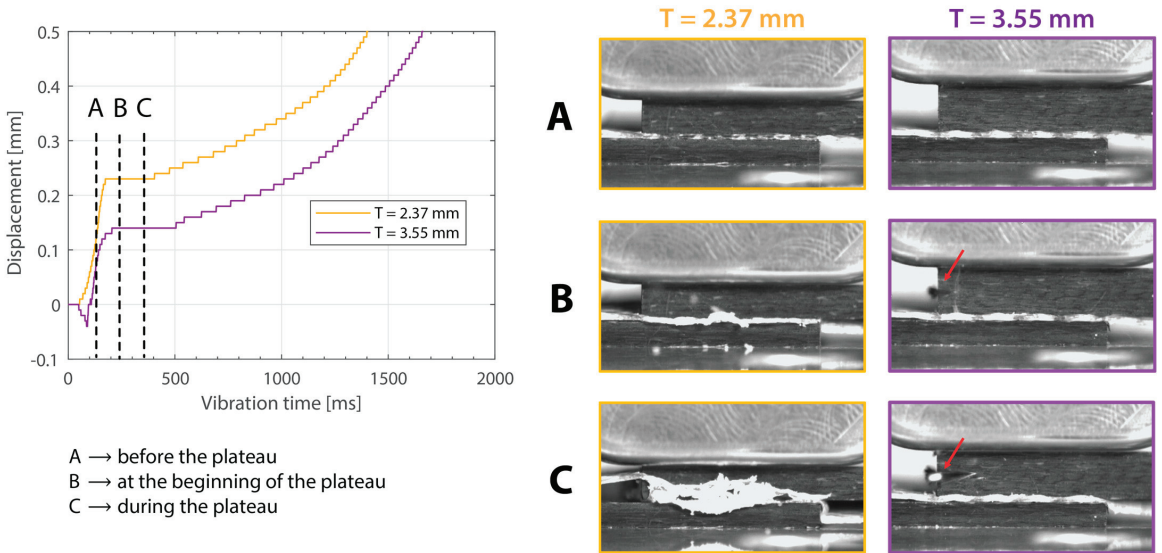 T = 2.37 mm
T = 3.55 mm
0.5
0.4
0.3
0.2
0.1
0
-0.1
Displacement [mm]
A
B
C
T = 2.37 mm
T = 3.55 mm
0
500
1000
1500
2000
Vibration time [ms]
A → before the plateau
B → at the beginning of the plateau
C → during the plateau
A
B
C